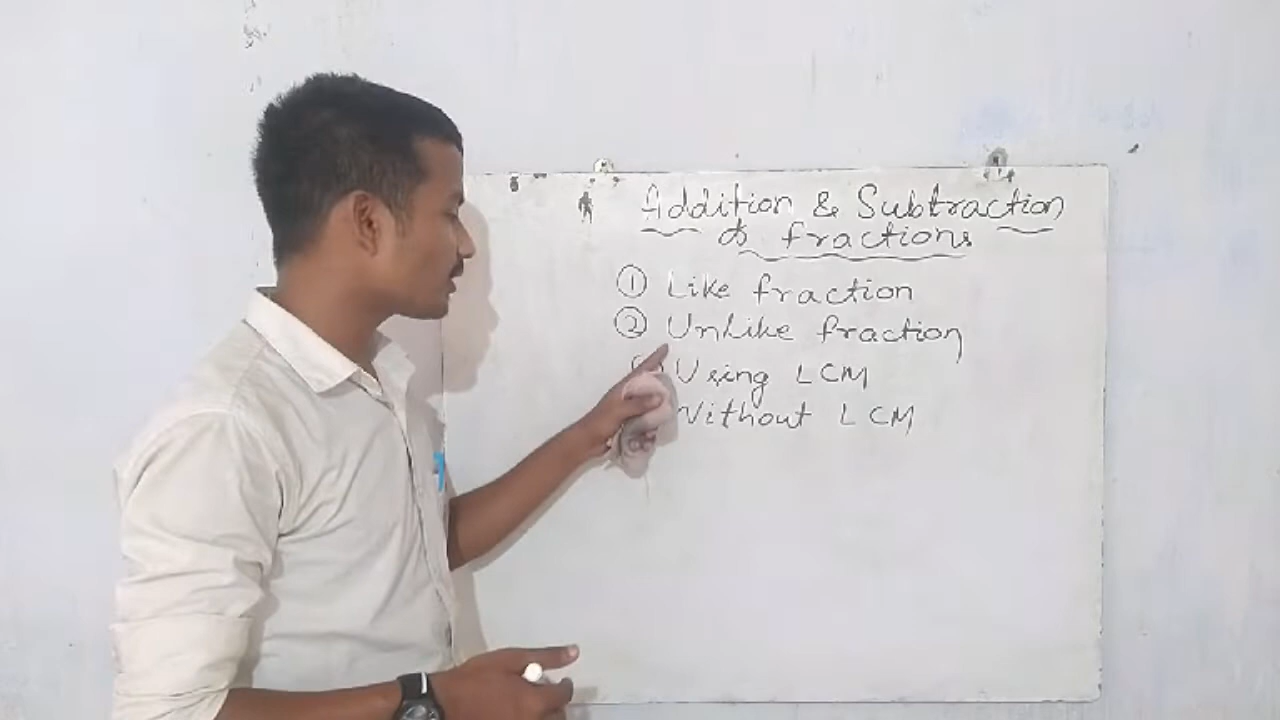 Addition & Subtraction
of fractions
① Like fraction
② Unlike fraction
Using LCM
Without LCM